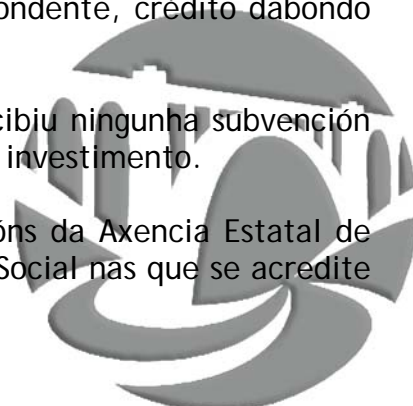 ondente, crédito dabondo
cibiu ningunha subvención
investimento.
óns da Axencia Estatal de
Social nas que se acredite